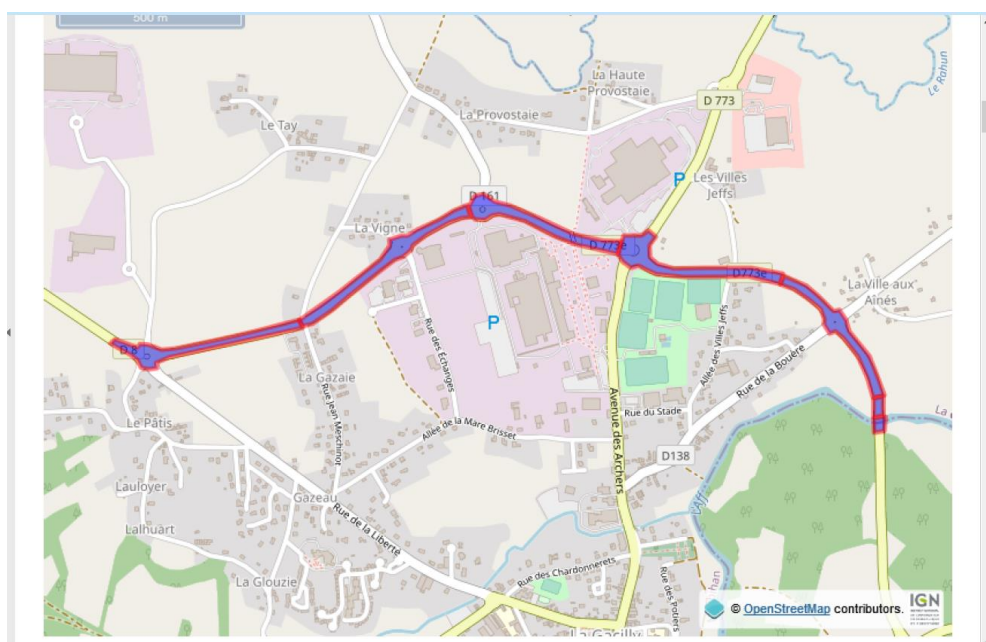 500 m
La Haute
Provostaie
Le Rahun
D 773
La Provostaie
Le Tay
P
Les Villes
Jeffs
D 161
La Vigne
D 773e
D773e
La Ville aux
Aînés
P
D 8
Rue des Échanges
Allée des Villes Jeffs
Rue de la Bouère
La Gazaie
Rue Jean Meschinot
Avenue des Archers
Rue du Stade
Le Pâtis
Allée de la Mare Brisset
D138
Lauloyer
Gazeau
L'Aff
Lalhuart
Rue de la Liberté
La Glouzie
Rue des Chardonnerets
Rue des Potiers
La Gacilly
© OpenStreetMap contributors.
IGN